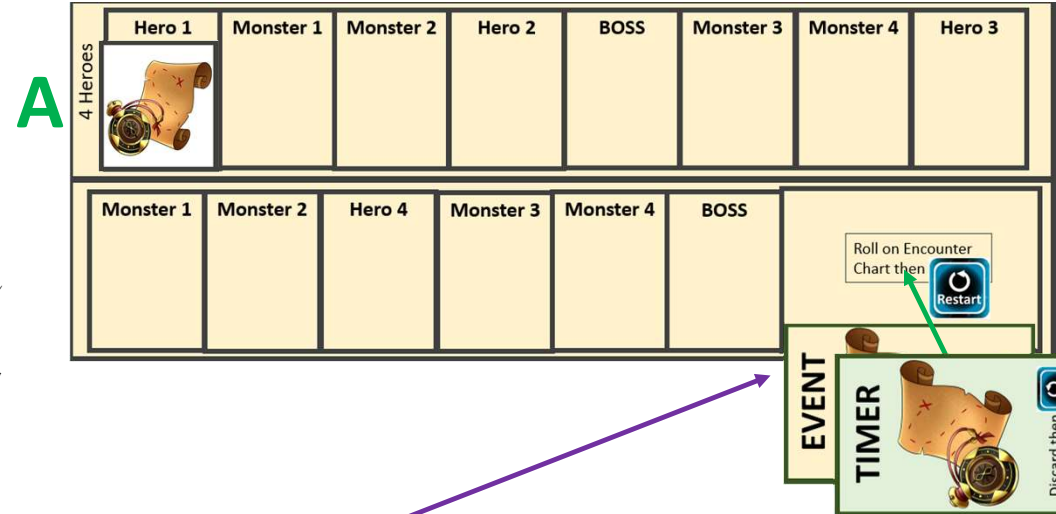 Hero 1
Monster 1
Monster 2
Hero 2
BOSS
Monster 3
Monster 4
Hero 3
4 Heroes
A
Monster 1
Monster 2
Hero 4
Monster 3
Monster 4
BOSS
Roll on Encounter
Chart then
Restart
EVENT
TIMER
Discard then